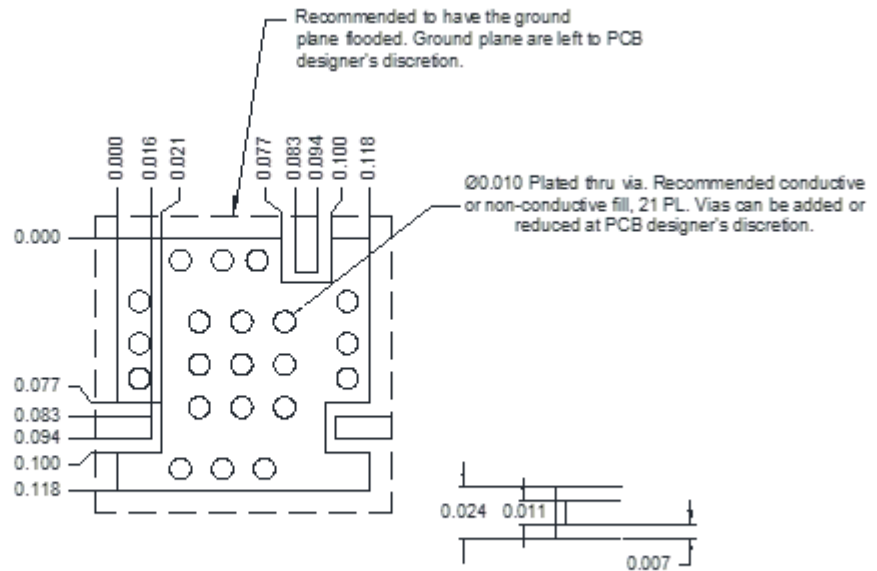 Recommended to have the ground
plane flooded. Ground plane are left to PCB
designer's discretion.
0.000
0.016
0.021
0.077
0.083
0.094
0.100
0.118
Ø0.010 Plated thru via. Recommended conductive
or non-conductive fill, 21 PL. Vias can be added or
reduced at PCB designer's discretion.
0.000
0.077
0.083
0.094
0.100
0.118
0.024 0.011
0.007